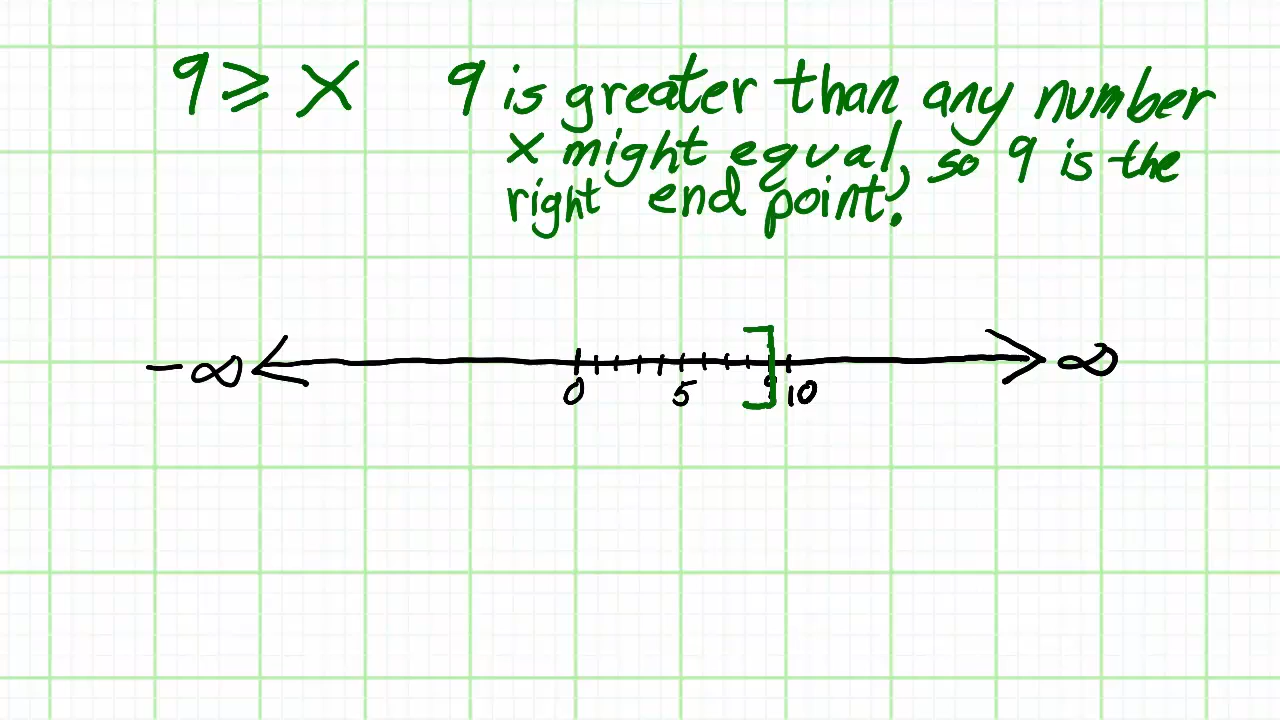 9 ≥ x 9 is greater than any number
x might equal, so 9 is the
right end point.
-∞ ∞
0 5 9 10